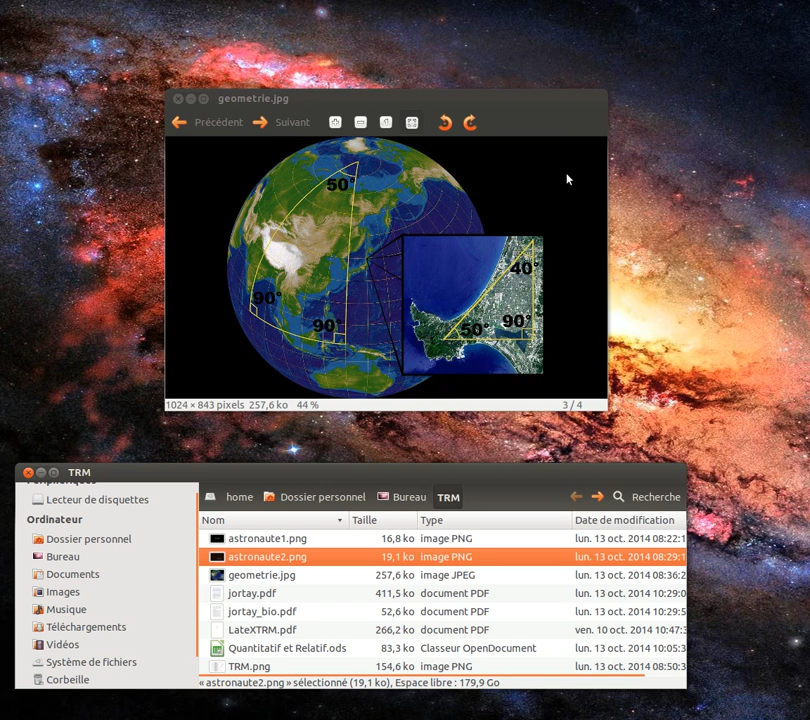 geometrie.jpg
Précédent Suivant
50°
40°
90°
90°
50° 90°
1024 × 843 pixels 257,6 ko 44 % 3 / 4
TRM
Lecteur de disquettes
Ordinateur
Dossier personnel
Bureau
Documents
Images
Musique
Téléchargements
Vidéos
Système de fichiers
Corbeille
home Dossier personnel Bureau TRM Recherche
Nom Taille Type Date de modification
astronaute1.png 16,8 ko image PNG lun. 13 oct. 2014 08:22:1
astronaute2.png 19,1 ko image PNG lun. 13 oct. 2014 08:29:1
geometrie.jpg 257,6 ko image JPEG lun. 13 oct. 2014 08:36:2
jortay.pdf 411,5 ko document PDF lun. 13 oct. 2014 10:29:0
jortay_bio.pdf 52,6 ko document PDF lun. 13 oct. 2014 10:29:5
LateXTRM.pdf 266,2 ko document PDF ven. 10 oct. 2014 10:47:3
Quantitatif et Relatif.ods 83,3 ko Classeur OpenDocument lun. 13 oct. 2014 10:05:3
TRM.png 154,6 ko image PNG lun. 13 oct. 2014 08:50:3
« astronaute2.png » sélectionné (19,1 ko), Espace libre : 179,9 Go